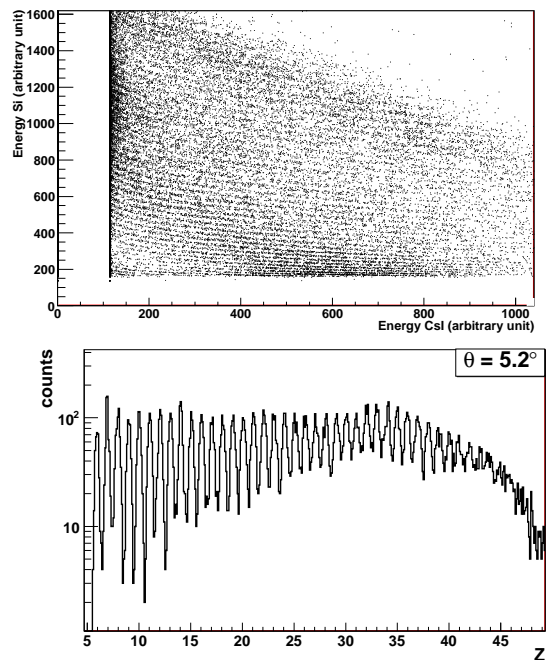 Energy Si (arbitrary unit)
1600
1400
1200
1000
800
600
400
200
0
0 200 400 600 800 1000
Energy CsI (arbitrary unit)
θ = 5.2°
counts
10²
10
5 10 15 20 25 30 35 40 45
Z